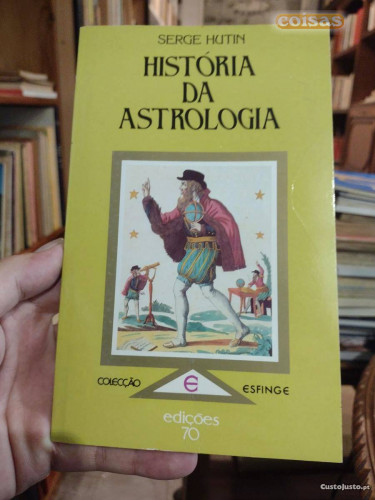 coisas
SERGE HUTIN
HISTÓRIA
DA
ASTROLOGIA
COLECÇÃO
e
ESFINGE
edições
70
CustoJusto.pt